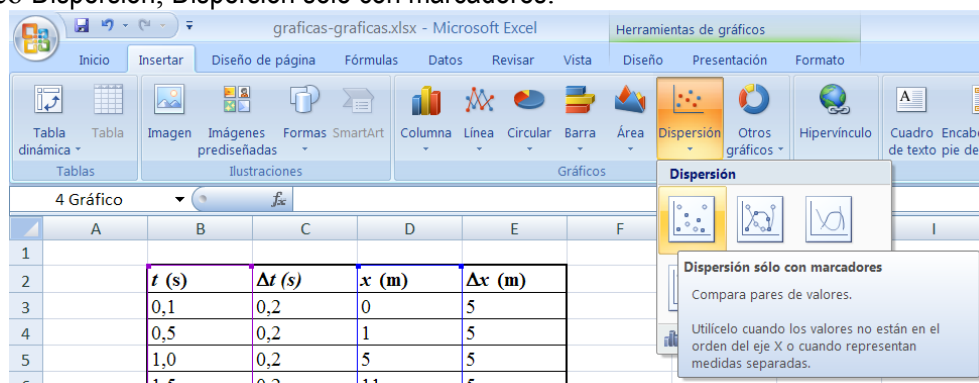 Dispersión, Dispersión sólo con marcadores.
graficas-graficas.xlsx - Microsoft Excel
Herramientas de gráficos
Inicio Insertar Diseño de página Fórmulas Datos Revisar Vista Diseño Presentación Formato
Tabla dinámica Tabla Imagen Imágenes prediseñadas Formas SmartArt Columna Línea Circular Barra Área Dispersión Otros gráficos Hipervínculo Cuadro de texto
Tablas Ilustraciones Gráficos
Dispersión
4 Gráfico fx
A B C D E F I
1
2 t (s) Δt (s) x (m) Δx (m)
3 0,1 0,2 0 5
4 0,5 0,2 1 5
5 1,0 0,2 5 5
Dispersión sólo con marcadores
Compara pares de valores.
Utilícelo cuando los valores no están en el
orden del eje X o cuando representan
medidas separadas.